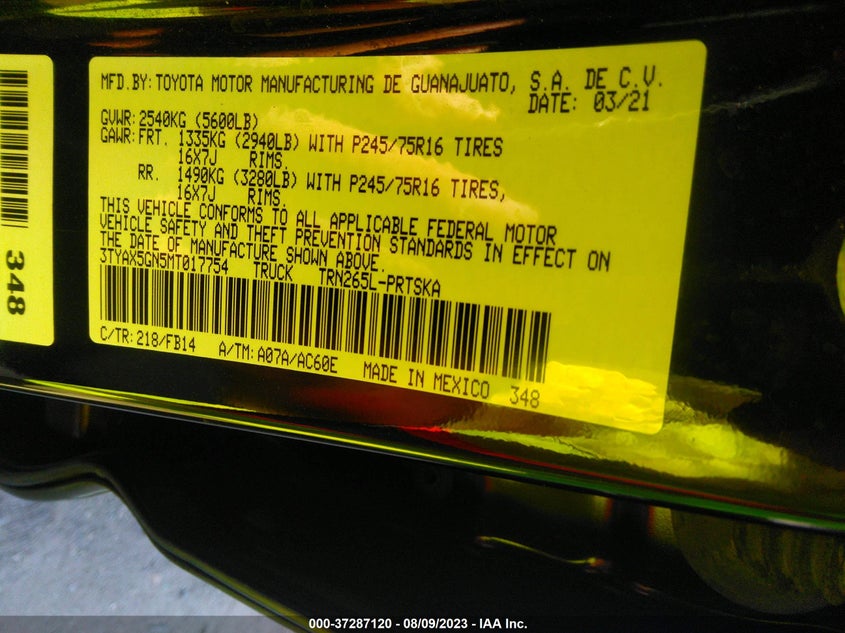 348
MFD.BY:TOYOTA MOTOR MANUFACTURING DE GUANAJUATO, S.A. DE C.V.
DATE: 03/21
GVWR:2540KG (5600LB)
GAWR:FRT. 1335KG (2940LB) WITH P245/75R16 TIRES
16X7J RIMS.
RR. 1490KG (3280LB) WITH P245/75R16 TIRES,
16X7J RIMS.
THIS VEHICLE CONFORMS TO ALL APPLICABLE FEDERAL MOTOR
VEHICLE SAFETY AND THEFT PREVENTION STANDARDS IN EFFECT ON
THE DATE OF MANUFACTURE SHOWN ABOVE.
3TYAX5GN5MT017754 TRUCK TRN265L-PRTSKA
C/TR:218/FB14 A/TM:A07A/AC60E MADE IN MEXICO 348
000-37287120 - 08/09/2023 - IAA Inc.